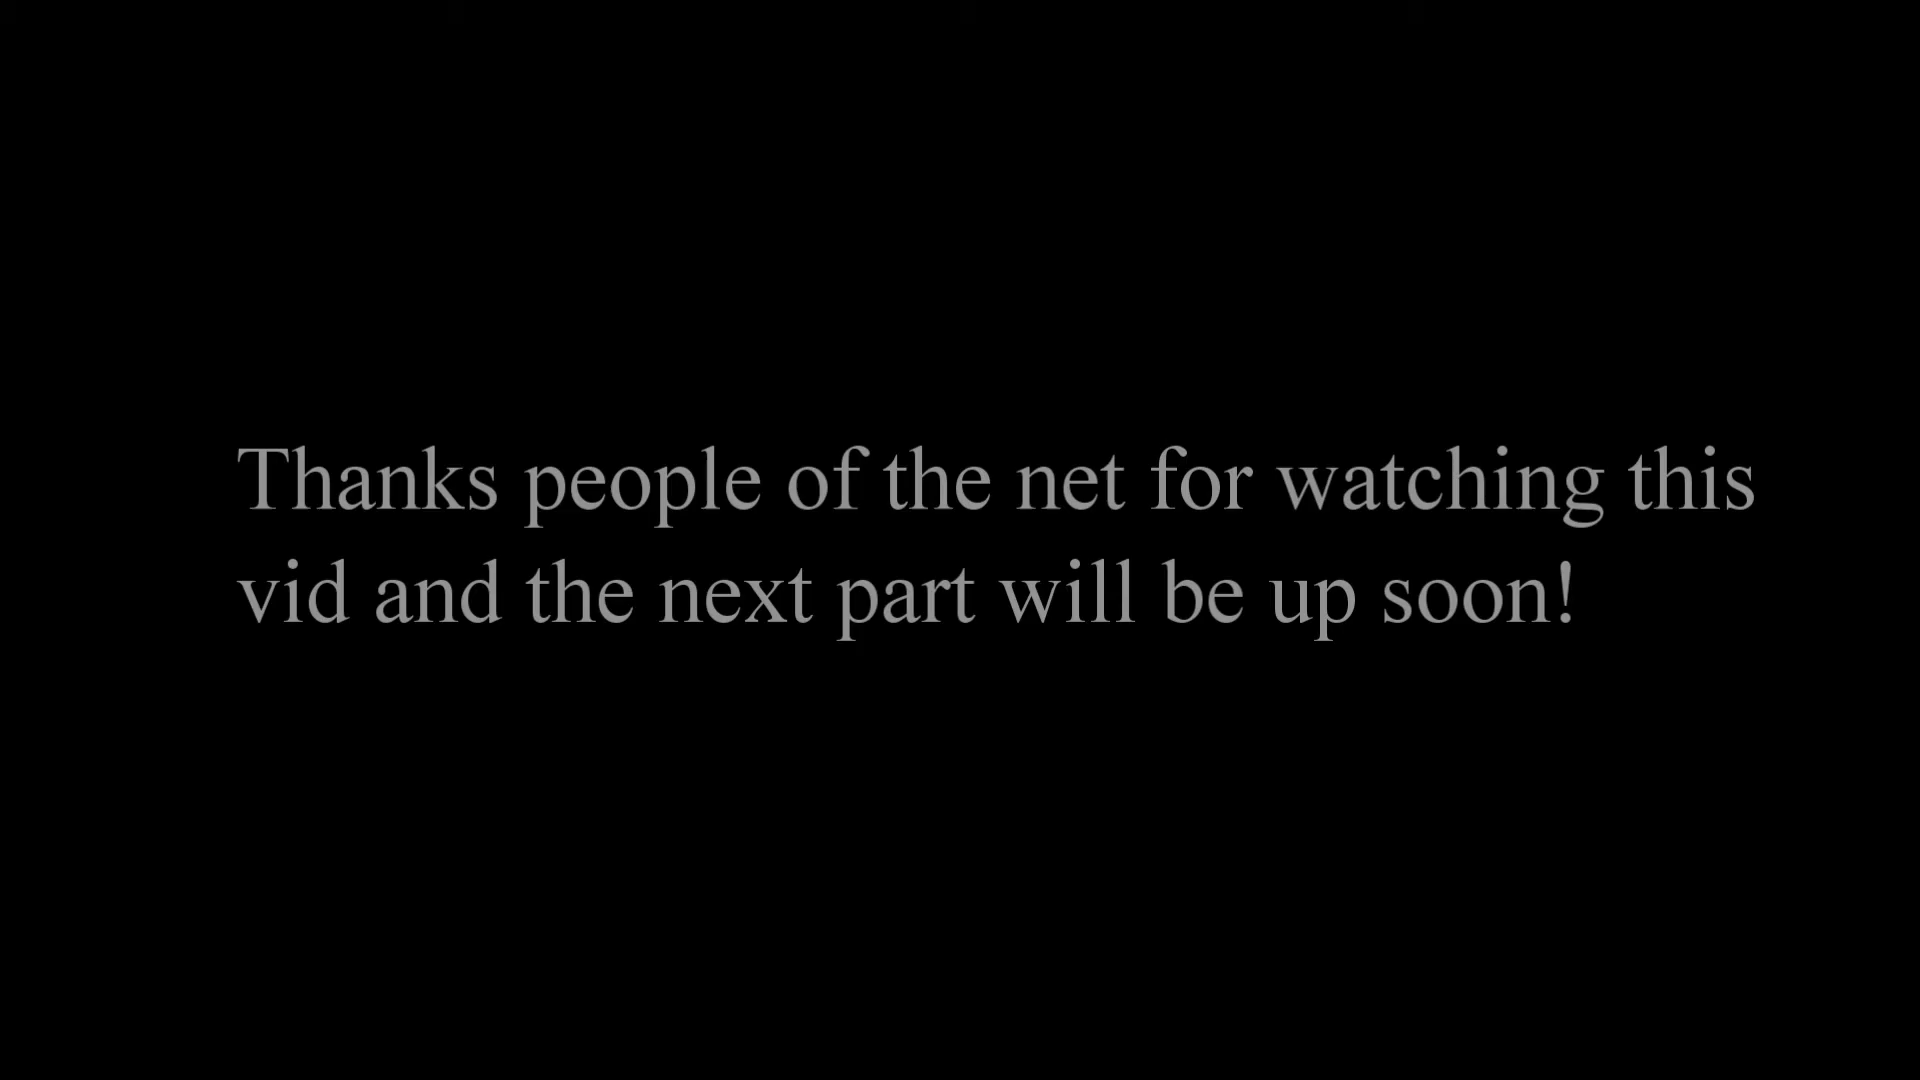 Thanks people of the net for watching this
vid and the next part will be up soon!